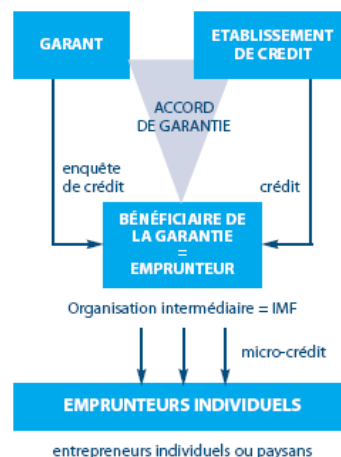 GARANT
ETABLISSEMENT
DE CREDIT
ACCORD
DE GARANTIE
enquête
de crédit
crédit
BÉNÉFICIAIRE DE
LA GARANTIE
=
EMPRUNTEUR
Organisation intermédiaire = IMF
micro-crédit
EMPRUNTEURS INDIVIDUELS
entrepreneurs individuels ou paysans